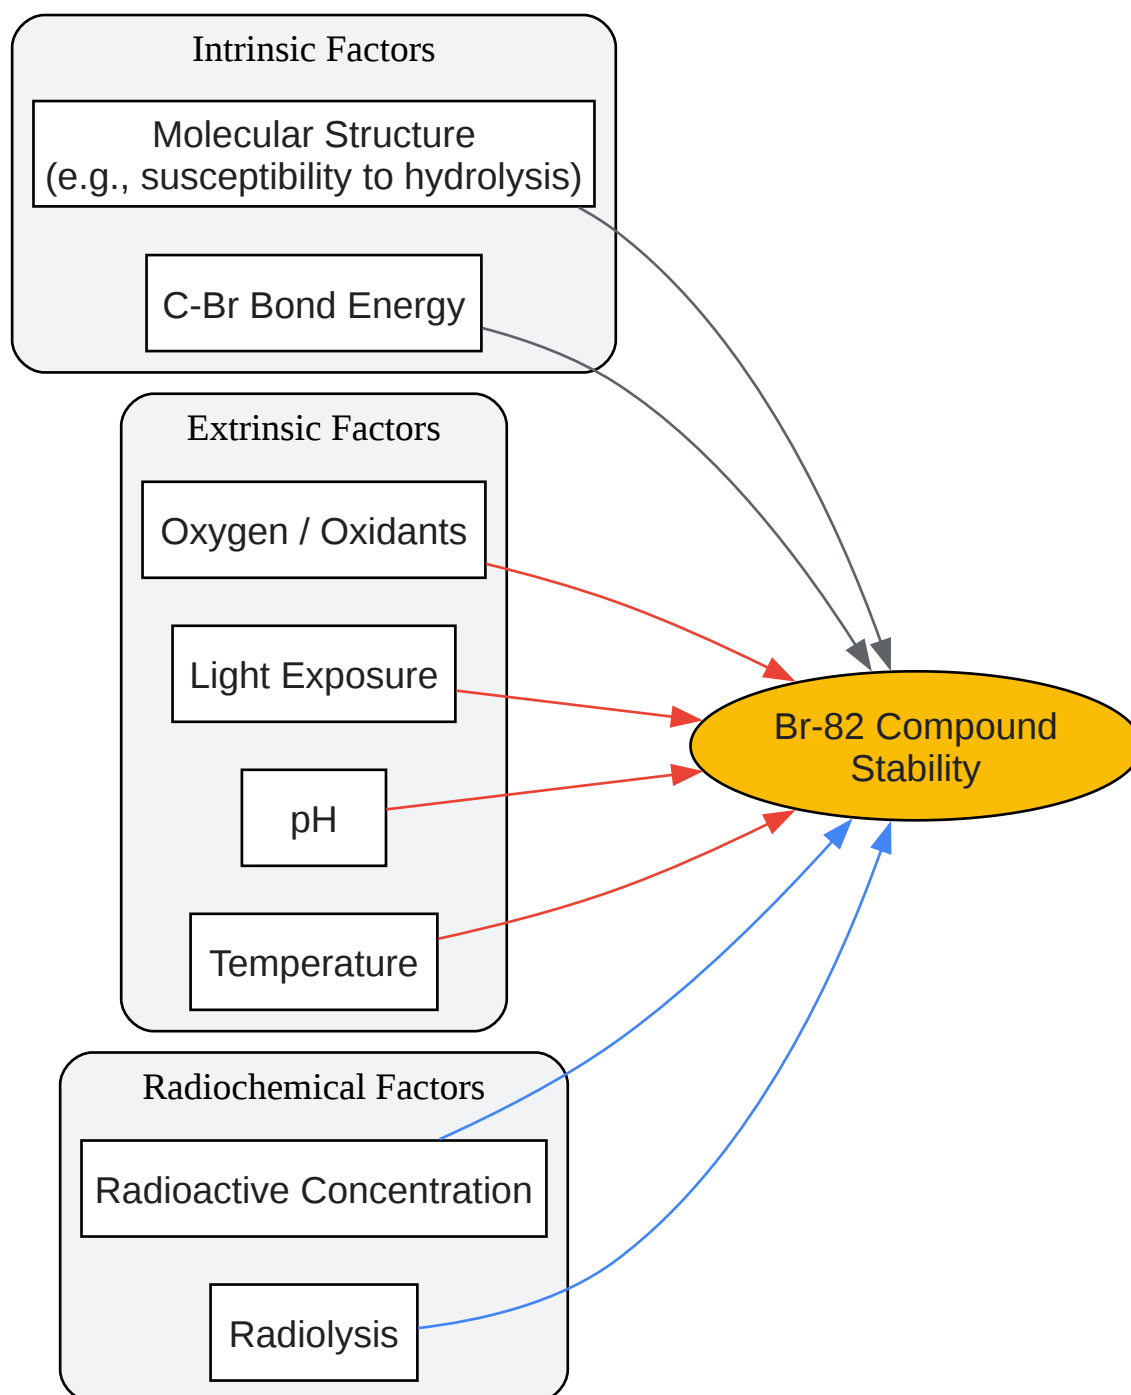 Intrinsic Factors
Molecular Structure
(e.g., susceptibility to hydrolysis)
C-Br Bond Energy
Extrinsic Factors
Oxygen / Oxidants
Light Exposure
pH
Temperature
Br-82 Compound
Stability
Radiochemical Factors
Radioactive Concentration
Radiolysis